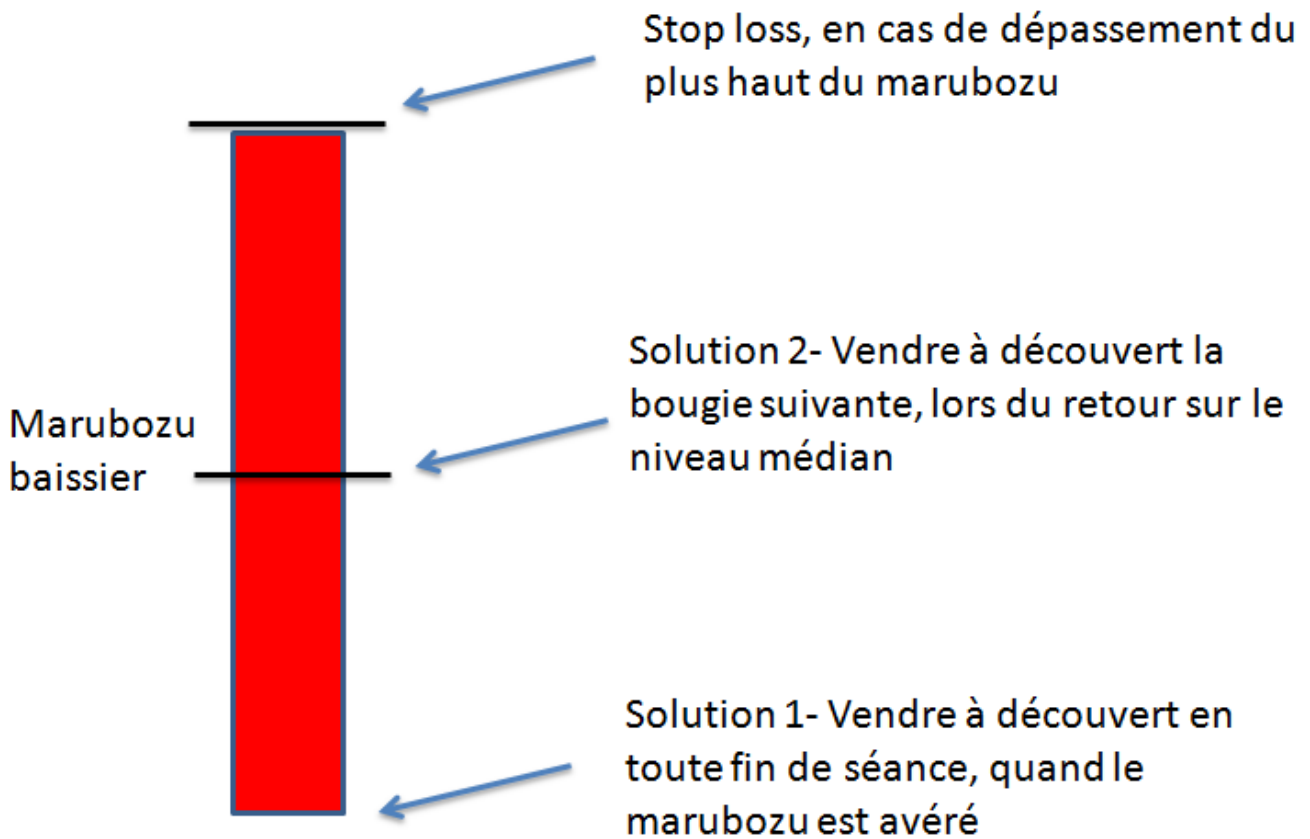 Stop loss, en cas de dépassement du
plus haut du marubozu
Solution 2- Vendre à découvert la
bougie suivante, lors du retour sur le
niveau médian
Marubozu
baissier
Solution 1- Vendre à découvert en
toute fin de séance, quand le
marubozu est avéré